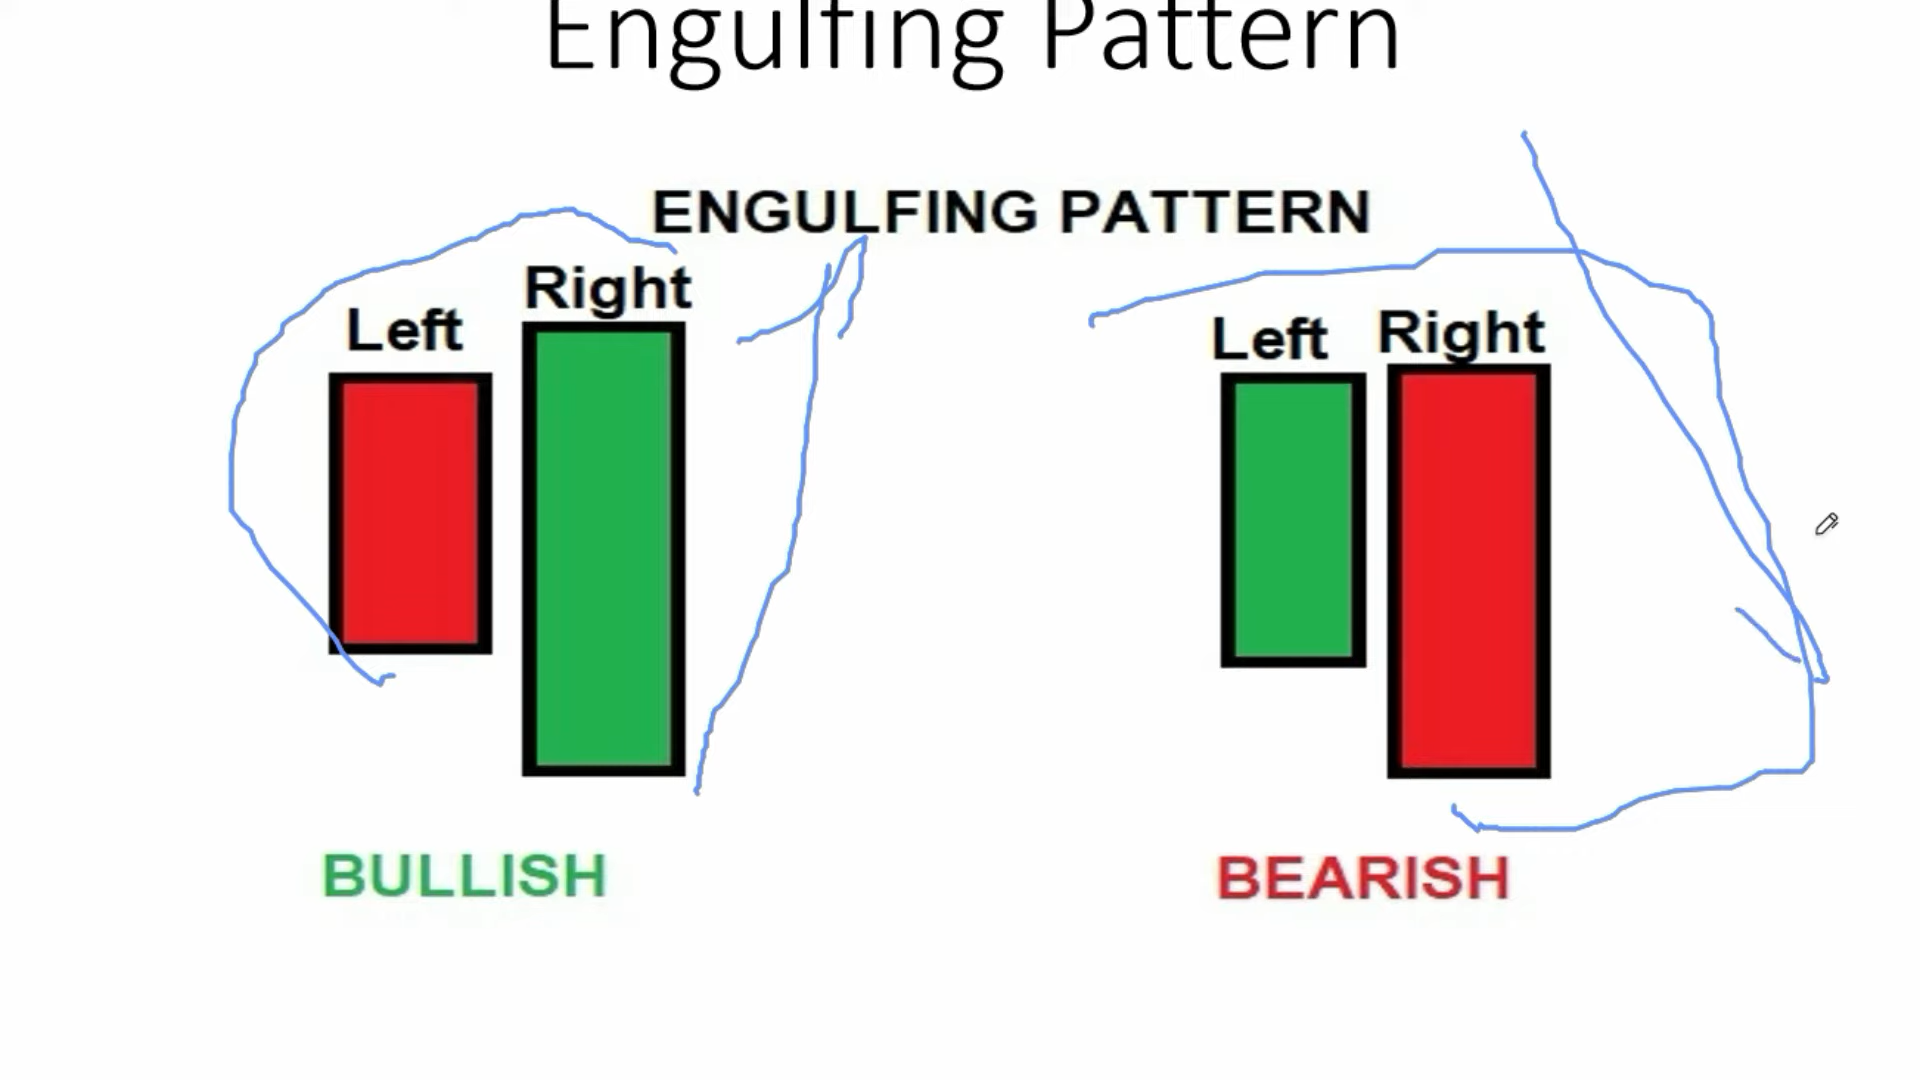 Engulfing Pattern
ENGULFING PATTERN
Left Right
Left Right
BULLISH
BEARISH